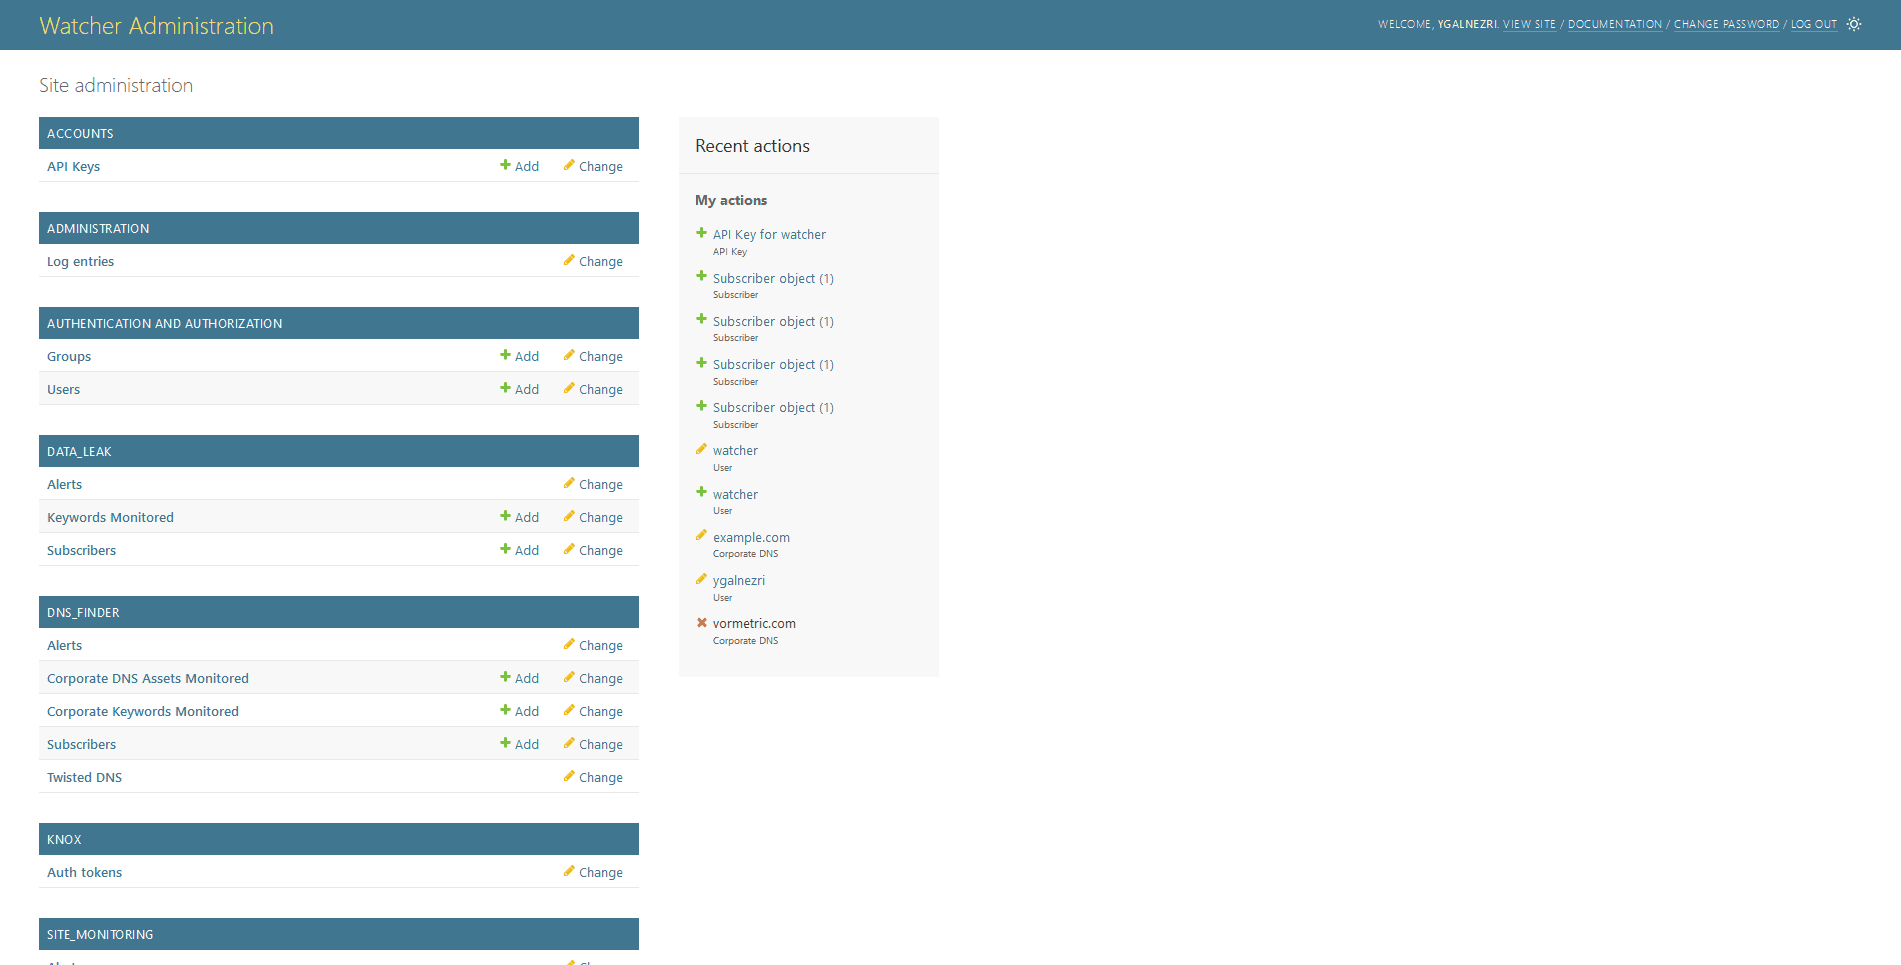 Watcher Administration
WELCOME, YGALNEZRI. VIEW SITE / DOCUMENTATION / CHANGE PASSWORD / LOG OUT
Site administration
ACCOUNTS
API Keys Add Change
ADMINISTRATION
Log entries Change
AUTHENTICATION AND AUTHORIZATION
Groups Add Change
Users Add Change
DATA_LEAK
Alerts Change
Keywords Monitored Add Change
Subscribers Add Change
DNS_FINDER
Alerts Change
Corporate DNS Assets Monitored Add Change
Corporate Keywords Monitored Add Change
Subscribers Add Change
Twisted DNS Change
KNOX
Auth tokens Change
SITE_MONITORING
Recent actions
My actions
API Key for watcher
API Key
Subscriber object (1)
Subscriber
Subscriber object (1)
Subscriber
Subscriber object (1)
Subscriber
Subscriber object (1)
Subscriber
watcher
User
watcher
User
example.com
Corporate DNS
ygalnezri
User
vormetric.com
Corporate DNS